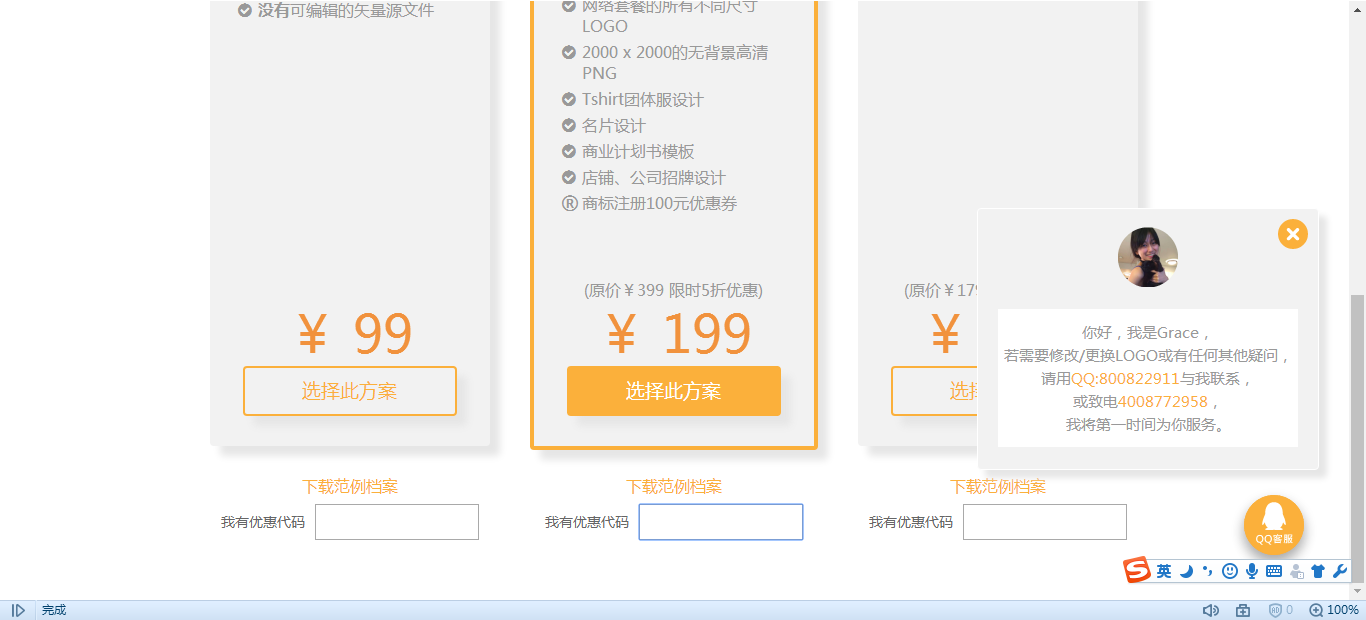 没有可编辑的矢量源文件
网络套餐的所有不同尺寸
LOGO
2000 x 2000的无背景高清
PNG
Tshirt团体服设计
名片设计
商业计划书模板
店铺、公司招牌设计
® 商标注册100元优惠券
(原价￥399 限时5折优惠)
(原价￥179
￥ 99
￥ 199
￥
选择此方案
选择此方案
选择
你好，我是Grace，
若需要修改/更换LOGO或有任何其他疑问，
请用QQ:800822911与我联系，
或致电4008772958，
我将第一时间为你服务。
下载范例档案
下载范例档案
下载范例档案
我有优惠代码
我有优惠代码
我有优惠代码
QQ客服
S 英
完成
0
100%